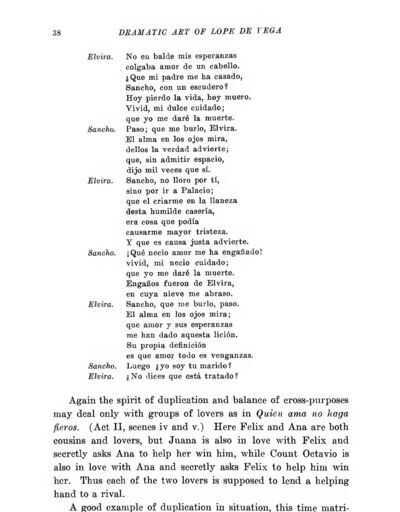 38 DRAMATIC ART OF LOPE DE VEGA
Elvira. No en balde mis esperanzas
colgaba amor de un cabello.
¿Que mi padre me ha casado,
Sancho, con un escudero?
Hoy pierdo la vida, hoy muero.
Vivid, mi dulce cuidado;
que yo me daré la muerte.
Sancho. Paso; que me burlo, Elvira.
El alma en los ojos mira,
dellos la verdad advierte;
que, sin admitir espacio,
dijo mil veces que sí.
Elvira. Sancho, no lloro por tí,
sino por ir a Palacio;
que el criarme en la llaneza
desta humilde casería,
era cosa que podía
causarme mayor tristeza.
Y que es causa justa advierte.
Sancho. ¡Qué necio amor me ha engañado!
vivid, mi necio cuidado;
que yo me daré la muerte.
Engaños fueron de Elvira,
en cuya nieve me abraso.
Elvira. Sancho, que me burlo, paso.
El alma en los ojos mira;
que amor y sus esperanzas
me han dado aquesta lición.
Su propia definición
es que amor todo es venganzas.
Sancho. Luego ¿yo soy tu marido?
Elvira. ¿No dices que está tratado?
Again the spirit of duplication and balance of cross-purposes
may deal only with groups of lovers as in Quien ama no haga
fieros. (Act II, scenes iv and v.) Here Felix and Ana are both
cousins and lovers, but Juana is also in love with Felix and
secretly asks Ana to help her win him, while Count Octavio is
also in love with Ana and secretly asks Felix to help him win
her. Thus each of the two lovers is supposed to lend a helping
hand to a rival.
A good example of duplication in situation, this time matri-